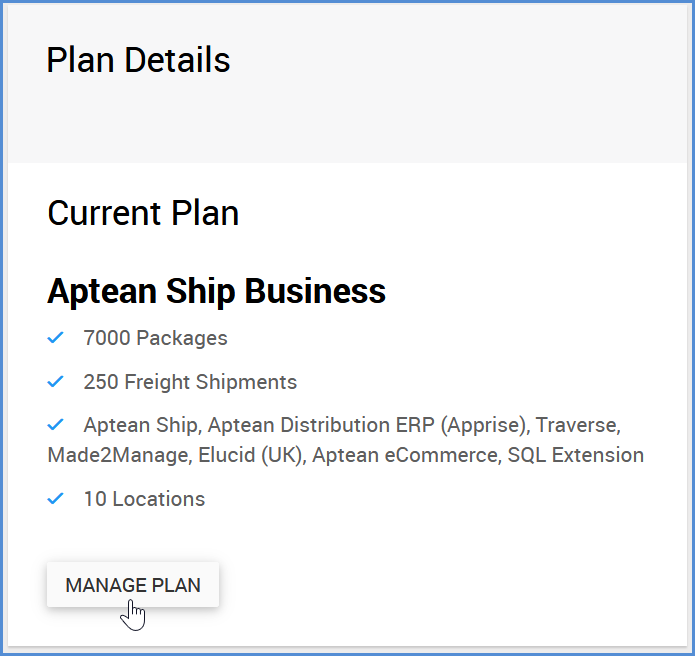 Plan Details
Current Plan
Aptean Ship Business
7000 Packages
250 Freight Shipments
Aptean Ship, Aptean Distribution ERP (Apprise), Traverse,
Made2Manage, Elucid (UK), Aptean eCommerce, SQL Extension
10 Locations
MANAGE PLAN